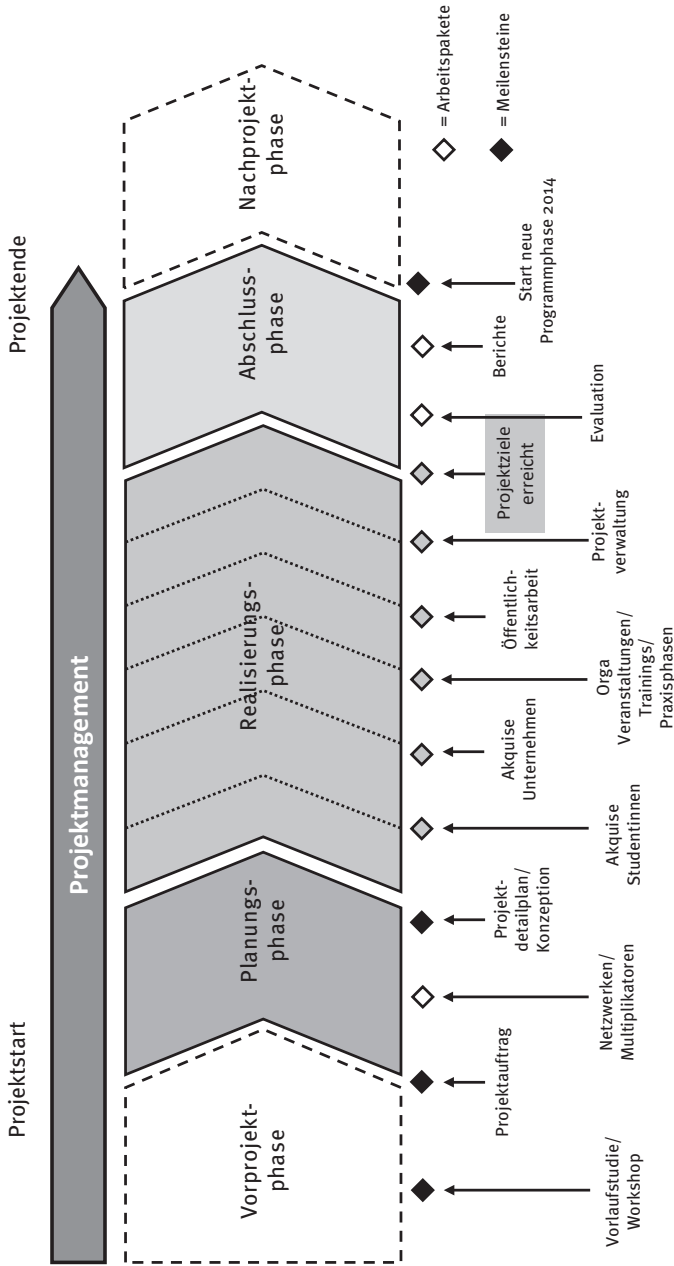 Projektstart
Projektende
Projektmanagement
Vorprojekt-
phase
Planungs-
phase
Realisierungs-
phase
Abschluss-
phase
Nachprojekt-
phase
Vorlaufstudie/
Workshop
Projektauftrag
Netzwerken/
Multiplikatoren
Projekt-
detailplan/
Konzeption
Akquise
Studentinnen
Akquise
Unternehmen
Orga
Veranstaltungen/
Trainings/
Praxisphasen
Öffentlich-
keitsarbeit
Projekt-
verwaltung
Projektziele
erreicht
Evaluation
Berichte
Start neue
Programmphase 2014
= Arbeitspakete
= Meilensteine